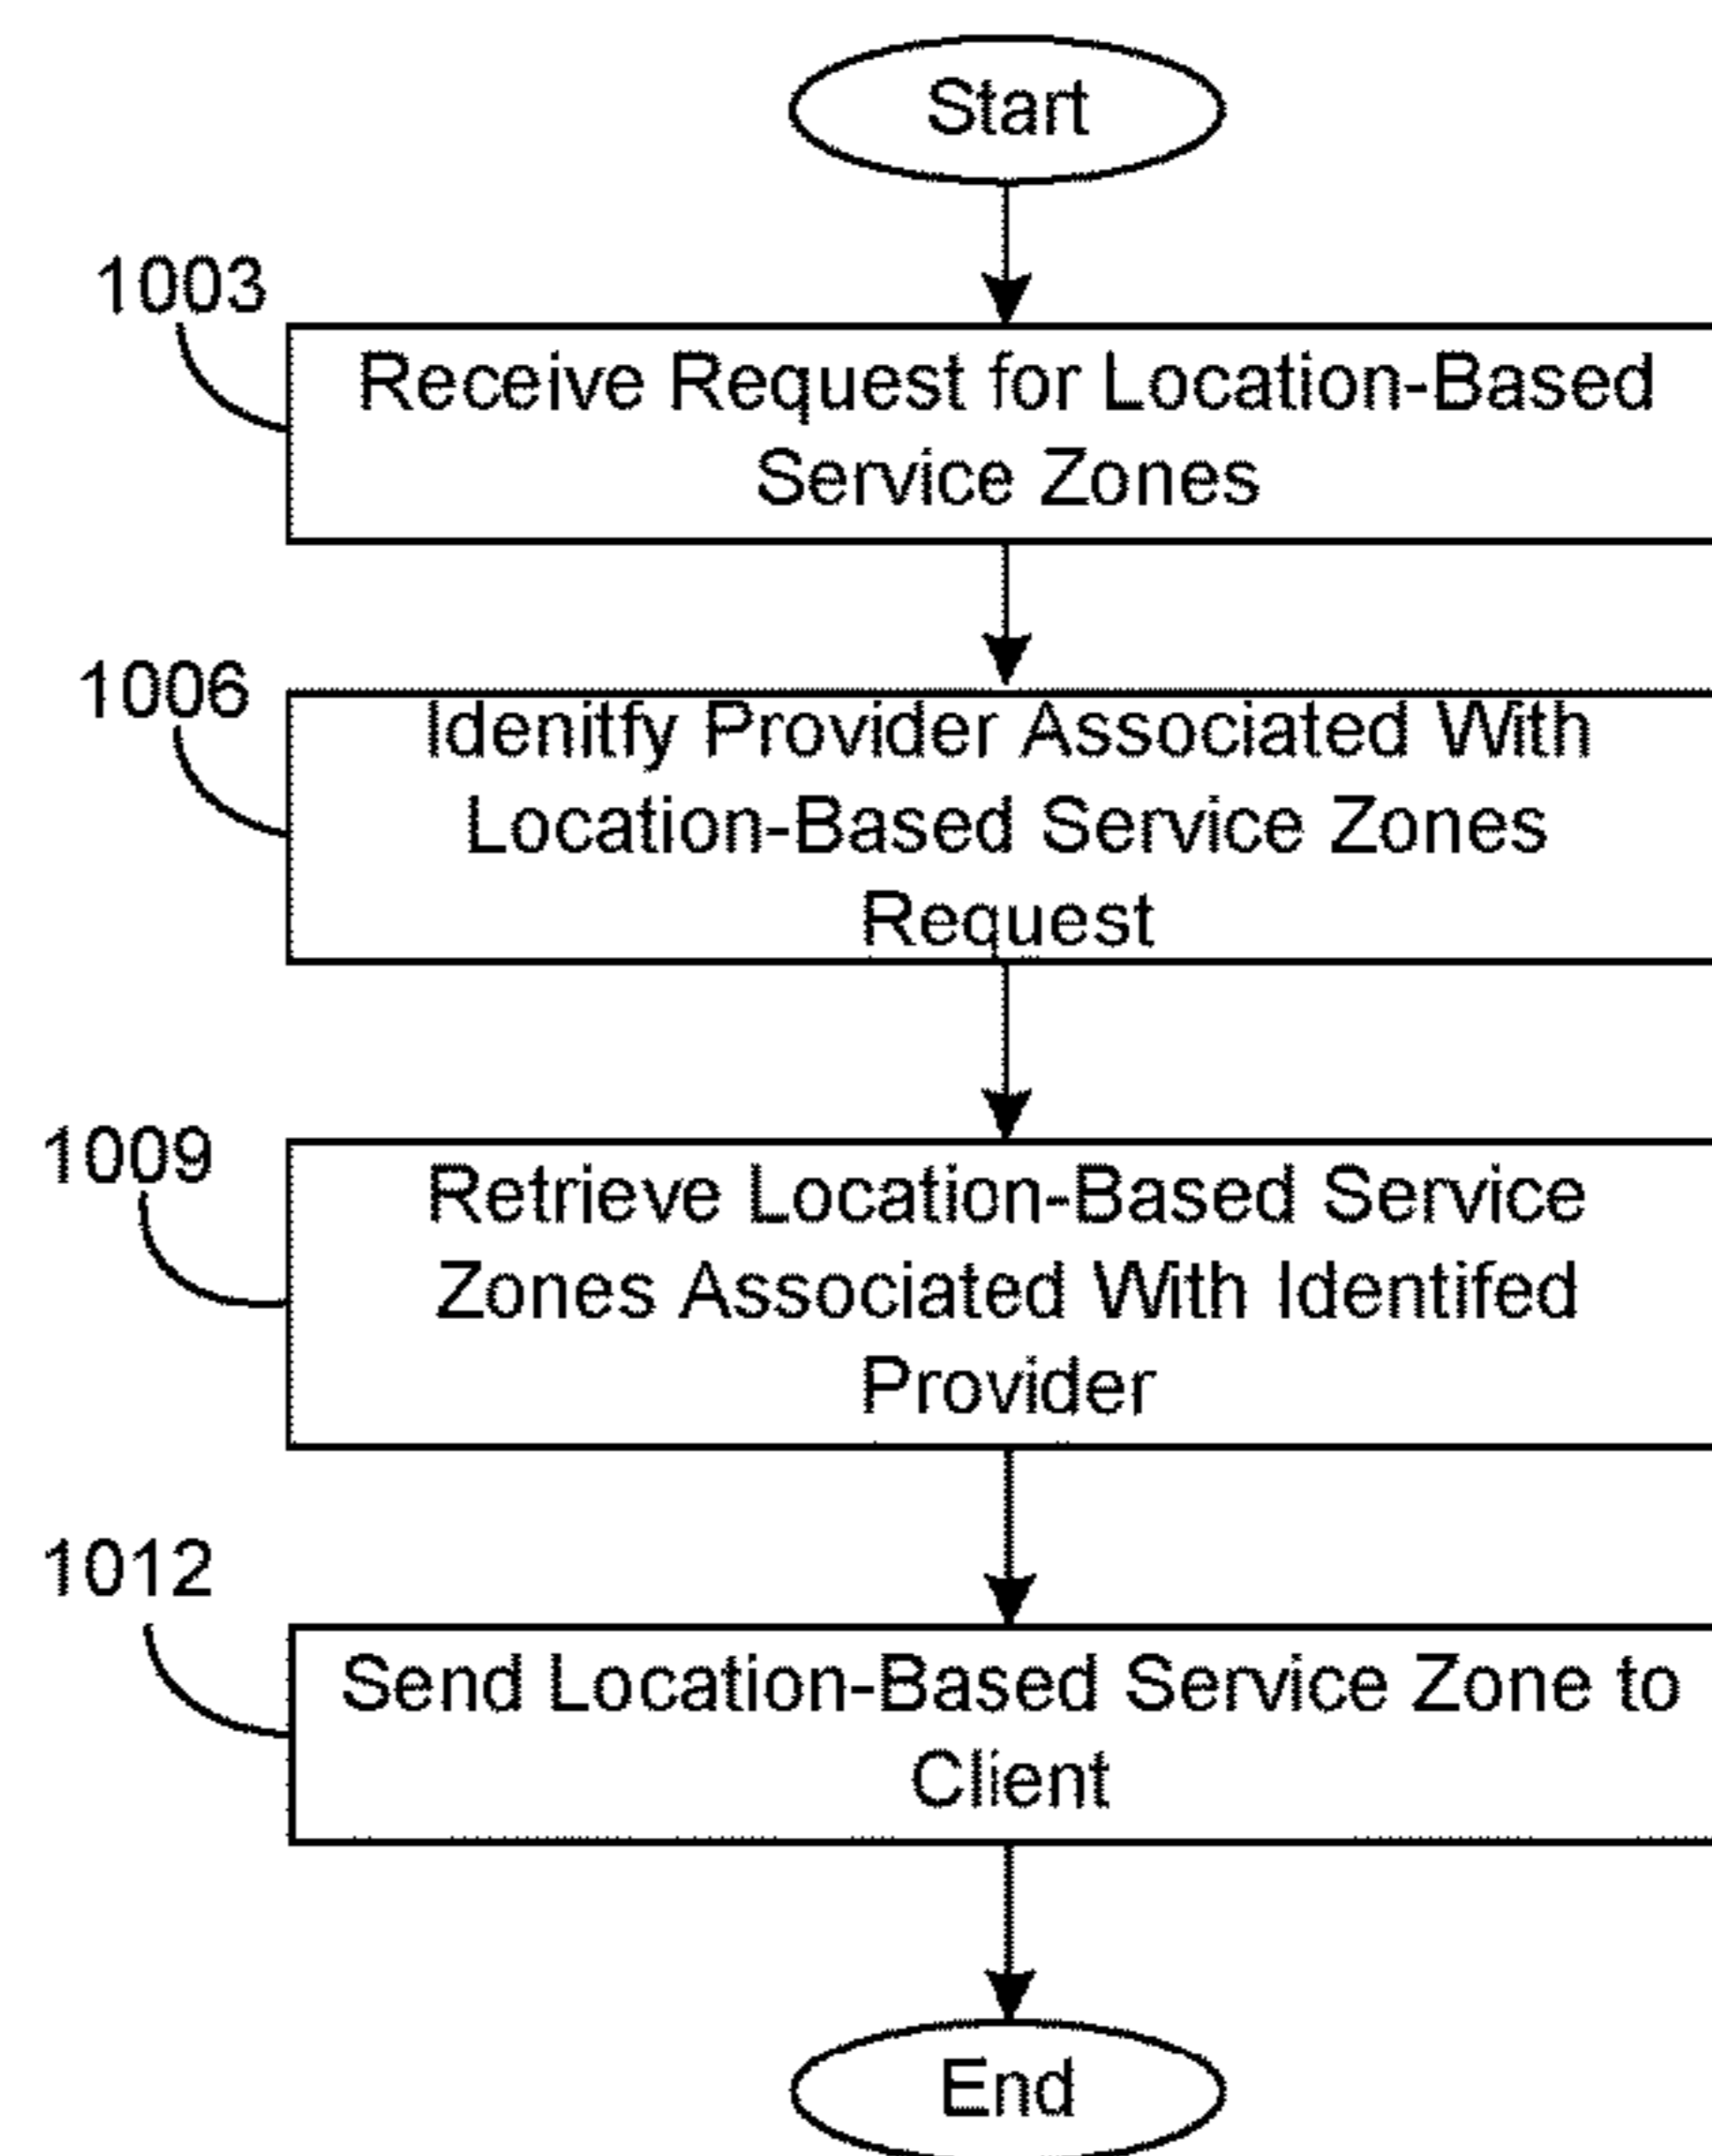 Start
1003
Receive Request for Location-Based
Service Zones
1006
Idenitfy Provider Associated With
Location-Based Service Zones
Request
1009
Retrieve Location-Based Service
Zones Associated With Identifed
Provider
1012
Send Location-Based Service Zone to
Client
End